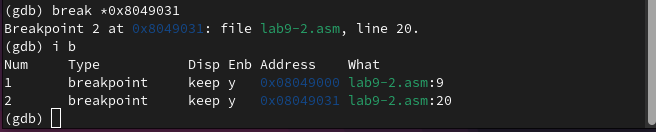 (gdb) break *0x8049031
Breakpoint 2 at 0x8049031: file lab9-2.asm, line 20.
(gdb) i b
Num     Type           Disp Enb Address    What
1       breakpoint     keep y   0x08049000 lab9-2.asm:9
2       breakpoint     keep y   0x08049031 lab9-2.asm:20
(gdb)